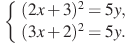 (2x+3)² = 5y,
(3x+2)² = 5y.